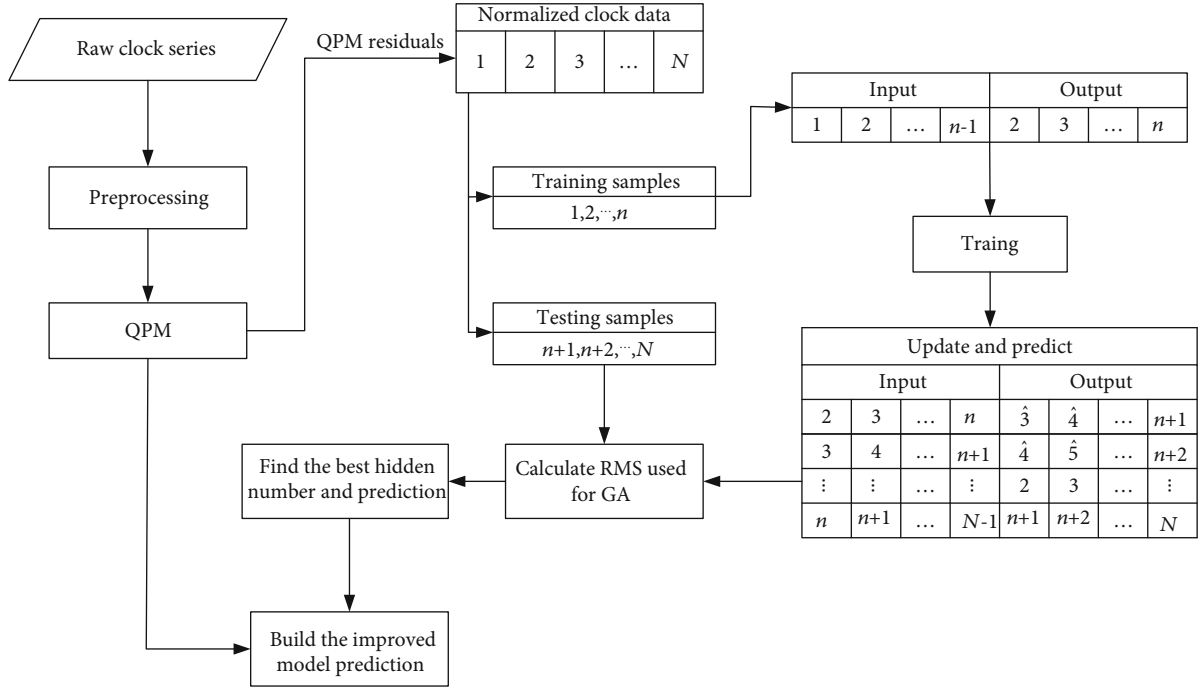 Raw clock series
Preprocessing
QPM
QPM residuals
Normalized clock data
1 2 3 … N
Training samples
1,2,…,n
Testing samples
n+1,n+2,…,N
Input Output
1 2 … n-1 2 3 … n
Traing
Update and predict
Input Output
2 3 … n 3̂ 4̂ … n+1
3 4 … n+1 4̂ 5̂ … n+2
⋮ ⋮ … ⋮ 2 3 … ⋮
n n+1 … N-1 n+1 n+2 … N
Calculate RMS used
for GA
Find the best hidden
number and prediction
Build the improved
model prediction